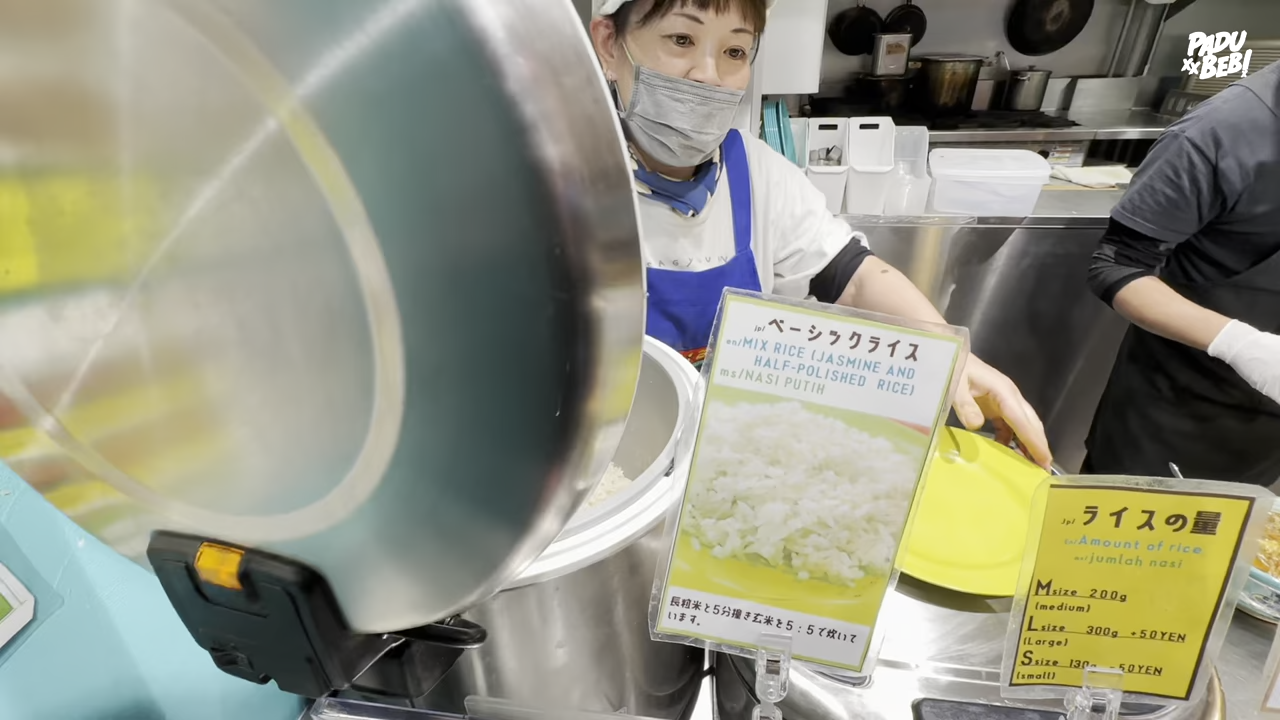 PADU
xx BEB!
jp/ ベーシックライス
en/MIX RICE (JASMINE AND
HALF-POLISHED RICE)
ms/NASI PUTIH
長粒米と5分搗き玄米を5:5で炊いて
います。
jp/ ライスの量
en/Amount of rice
ms/jumlah nasi
Msize 200g
(medium)
Lsize 300g +50YEN
(Large)
Ssize 130g -50YEN
(small)